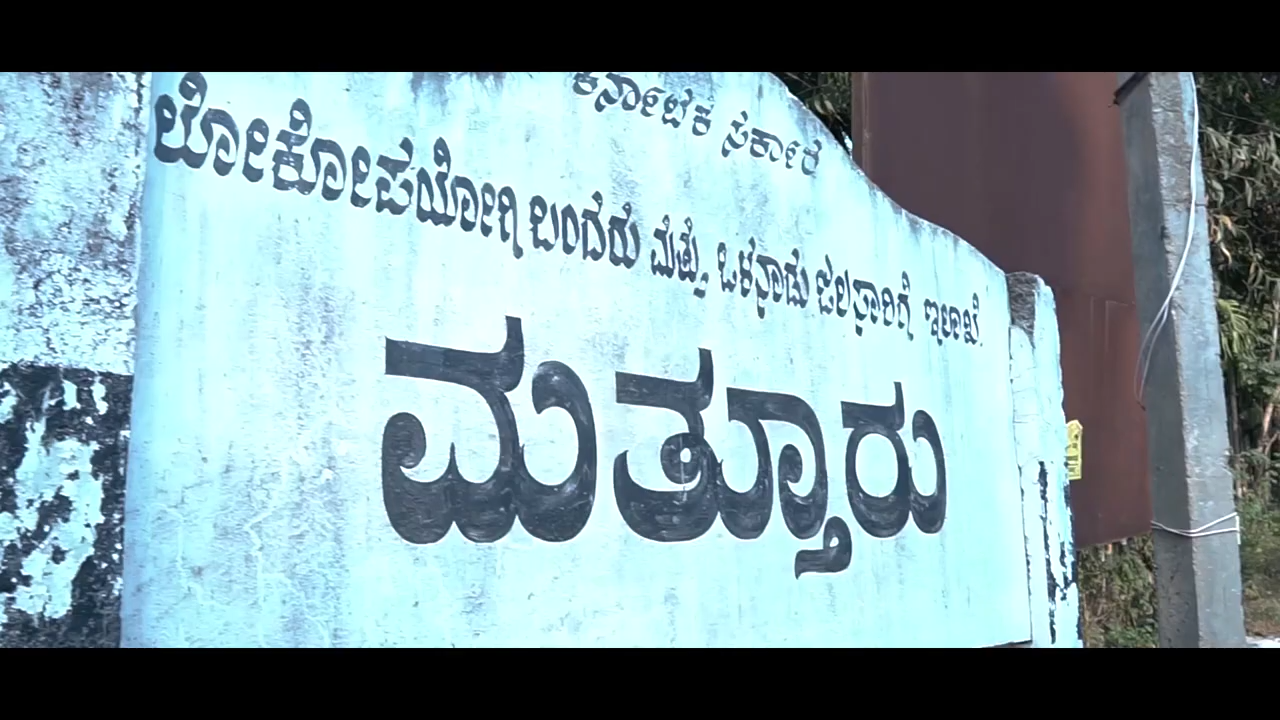 ಕರ್ನಾಟಕ ಸರ್ಕಾರ
ಲೋಕೋಪಯೋಗಿ ಬಂದರು ಮತ್ತು ಒಳನಾಡು ಜಲಸಾರಿಗೆ ಇಲಾಖೆ
ಮತ್ತೂರು